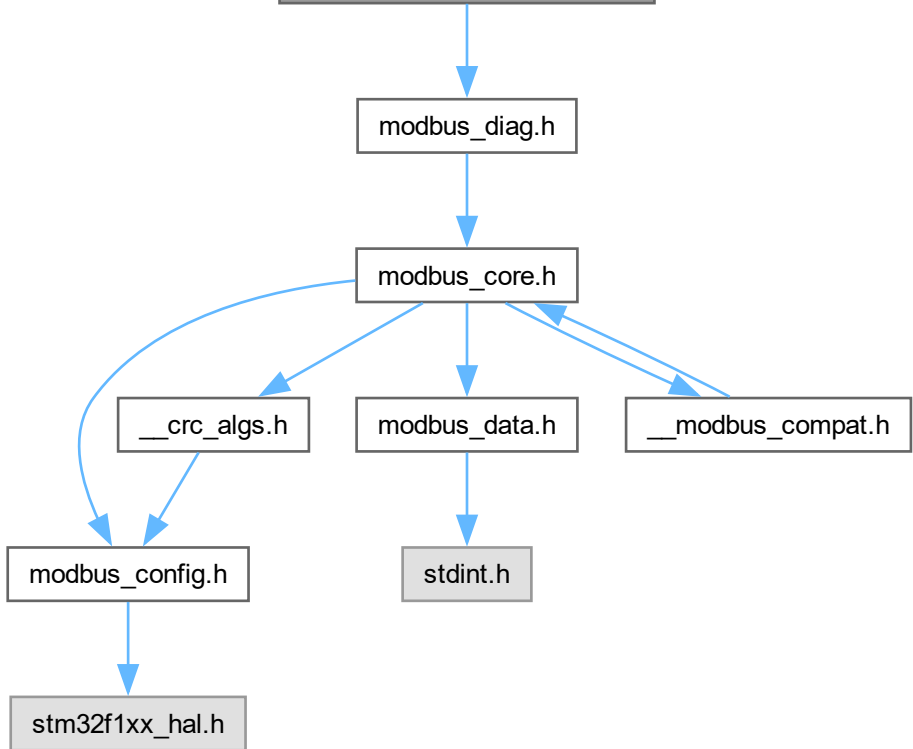 modbus_diag.h
modbus_core.h
__crc_algs.h
modbus_data.h
__modbus_compat.h
modbus_config.h
stdint.h
stm32f1xx_hal.h